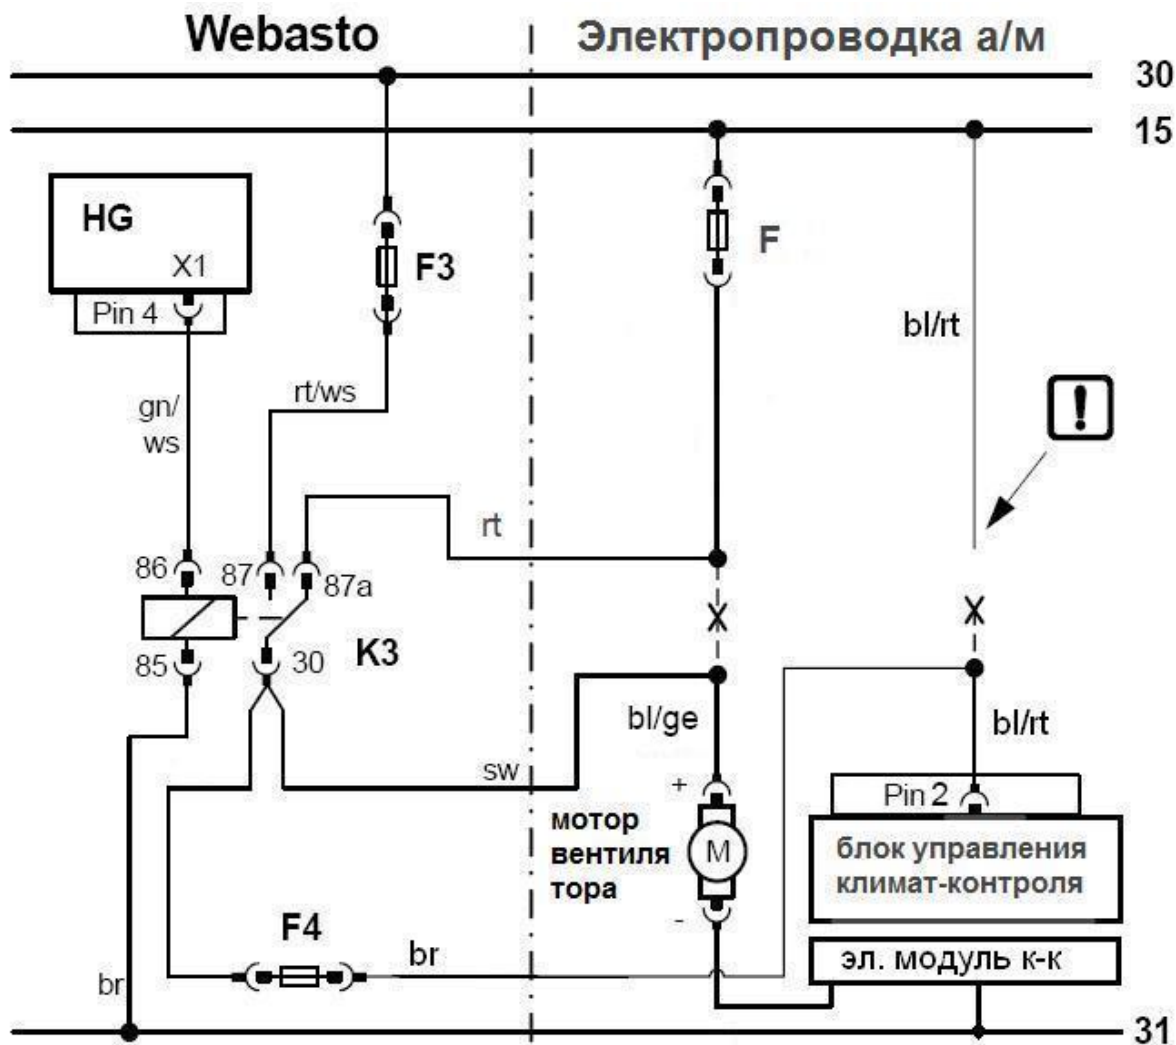 Webasto
Электропроводка а/м
30
15
HG
X1
Pin 4
F3
F
bl/rt
gn/
ws
rt/ws
!
rt
86
87
87a
85
30
K3
bl/ge
bl/rt
sw
+
Pin 2
мотор
вентиля
тора
M
блок управления
климат-контроля
-
F4
br
эл. модуль к-к
br
31